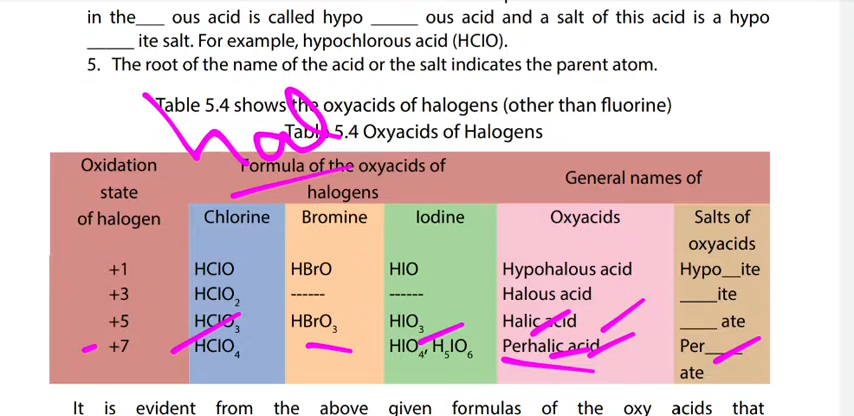 in the___ ous acid is called hypo _____ ous acid and a salt of this acid is a hypo
_____ ite salt. For example, hypochlorous acid (HClO).
5. The root of the name of the acid or the salt indicates the parent atom.
Table 5.4 shows the oxyacids of halogens (other than fluorine)
Table 5.4 Oxyacids of Halogens
Oxidation state of halogen Formula of the oxyacids of halogens General names of
Chlorine Bromine Iodine Oxyacids Salts of oxyacids
+1 HClO HBrO HIO Hypohalous acid Hypo__ite
+3 HClO₂ ------ ------ Halous acid ____ite
+5 HClO₃ HBrO₃ HIO₃ Halic acid ____ ate
+7 HClO₄ HIO₄, H₅IO₆ Perhalic acid Per____ ate
It is evident from the above given formulas of the oxy acids that